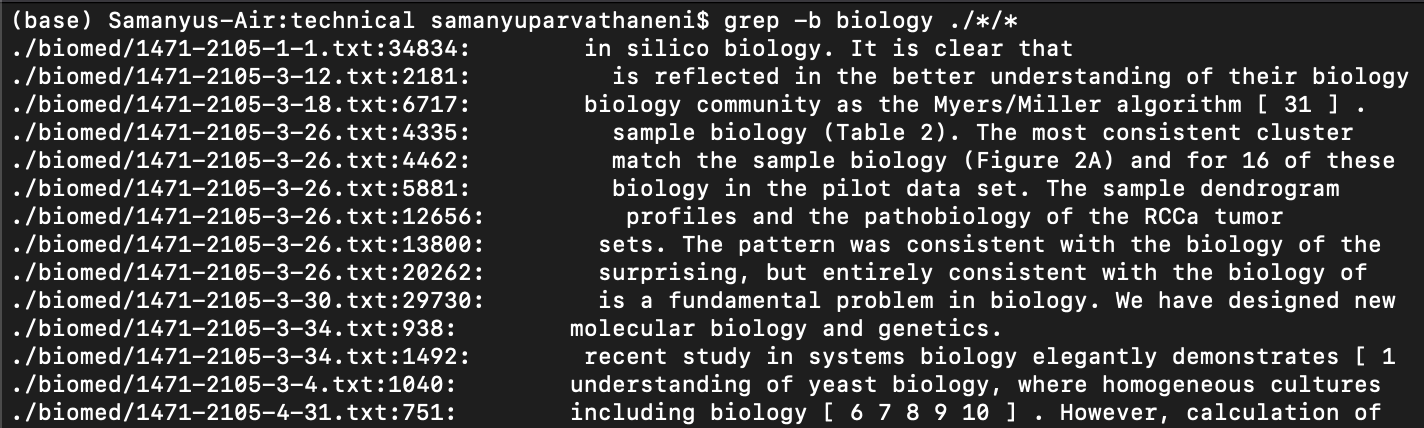 (base) Samanyus-Air:technical samanyuparvathaneni$ grep -b biology ./*/*
./biomed/1471-2105-1-1.txt:34834:        in silico biology. It is clear that
./biomed/1471-2105-3-12.txt:2181:          is reflected in the better understanding of their biology
./biomed/1471-2105-3-18.txt:6717:        biology community as the Myers/Miller algorithm [ 31 ] .
./biomed/1471-2105-3-26.txt:4335:          sample biology (Table 2). The most consistent cluster
./biomed/1471-2105-3-26.txt:4462:          match the sample biology (Figure 2A) and for 16 of these
./biomed/1471-2105-3-26.txt:5881:          biology in the pilot data set. The sample dendrogram
./biomed/1471-2105-3-26.txt:12656:          profiles and the pathobiology of the RCCa tumor
./biomed/1471-2105-3-26.txt:13800:        sets. The pattern was consistent with the biology of the
./biomed/1471-2105-3-26.txt:20262:        surprising, but entirely consistent with the biology of
./biomed/1471-2105-3-30.txt:29730:        is a fundamental problem in biology. We have designed new
./biomed/1471-2105-3-34.txt:938:        molecular biology and genetics.
./biomed/1471-2105-3-34.txt:1492:        recent study in systems biology elegantly demonstrates [ 1
./biomed/1471-2105-3-4.txt:1040:        understanding of yeast biology, where homogeneous cultures
./biomed/1471-2105-4-31.txt:751:        including biology [ 6 7 8 9 10 ] . However, calculation of